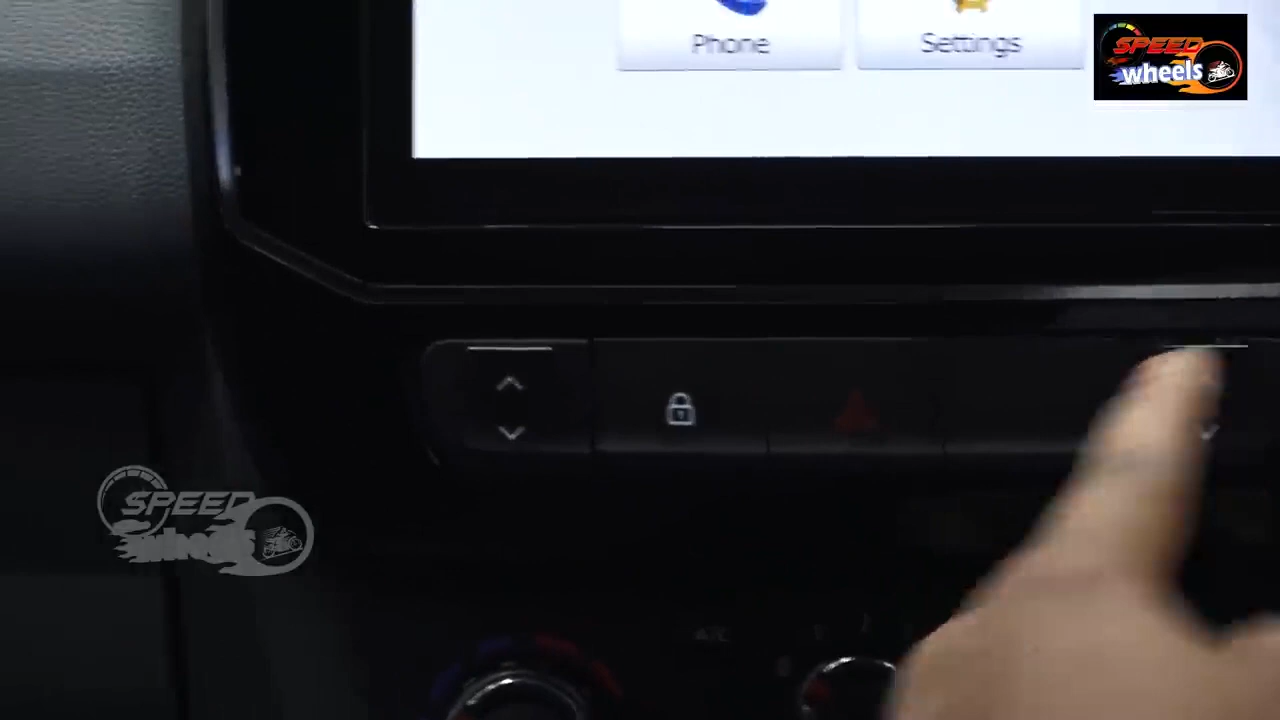 Phone
Settings
SPEED
wheels
SPEED
wheels
A/C